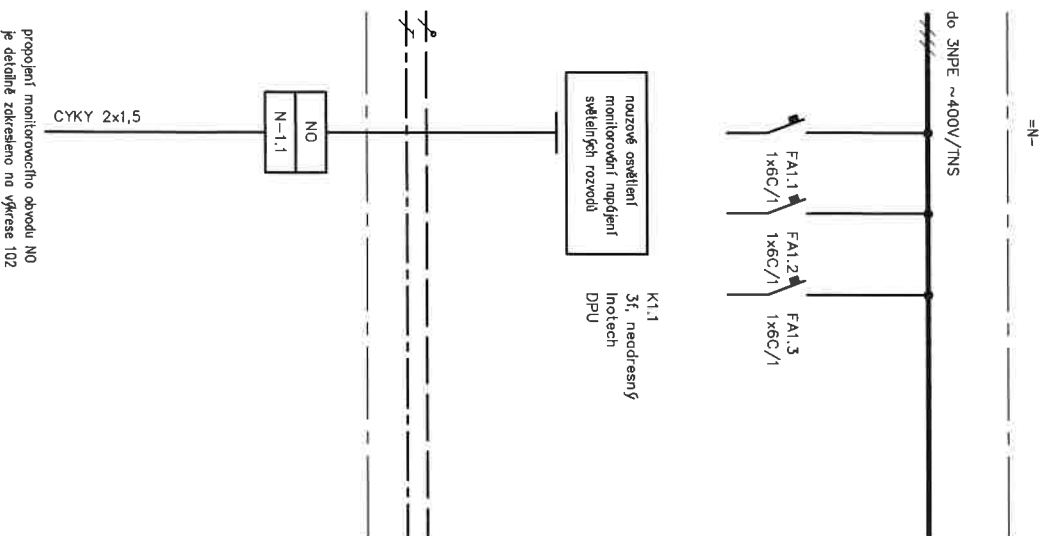 =N-
do 3NPE ~400V/TNS
FA1.1
1x6C/1
FA1.2
1x6C/1
FA1.3
1x6C/1
K1.1
3f, neadresný
Inotech
DPU
nouzové osvětlení
monitorování napájení
světelných rozvodů
NO
N-1.1
CYKY 2x1,5
propojení monitorovacího obvodu NO
je detailně zakresleno na výkrese 102